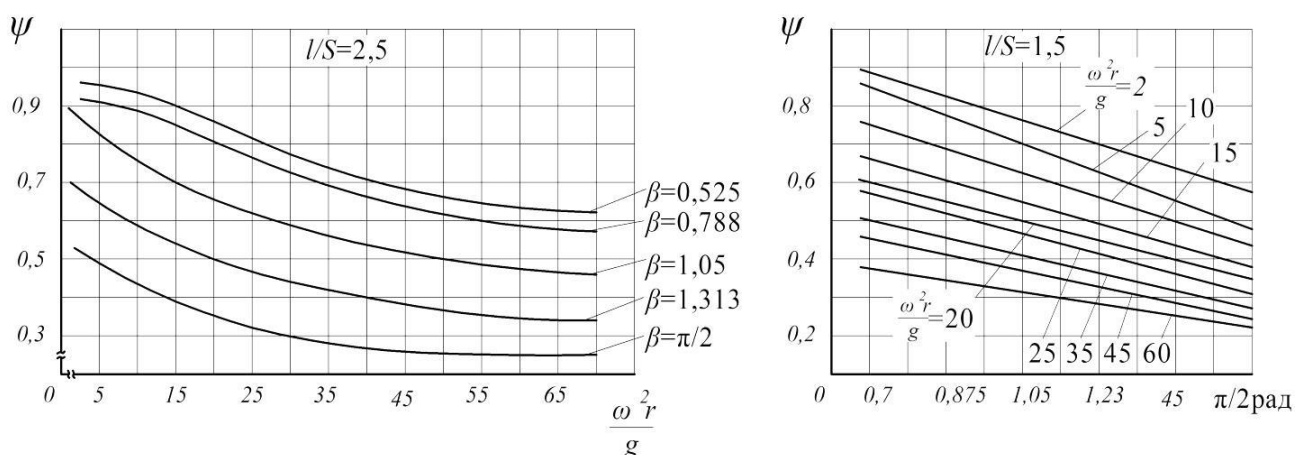 ψ
l/S=2,5
0,9
0,7
0,5
0,3
β=0,525
β=0,788
β=1,05
β=1,313
β=π/2
0 5 15 25 35 45 55 65 ω²r/g
ψ
l/S=1,5
ω²r/g=2
10
5
15
0,8
0,6
0,4
0,2
ω²r/g=20
25 35 45 60
0 0,7 0,875 1,05 1,23 45 π/2рад